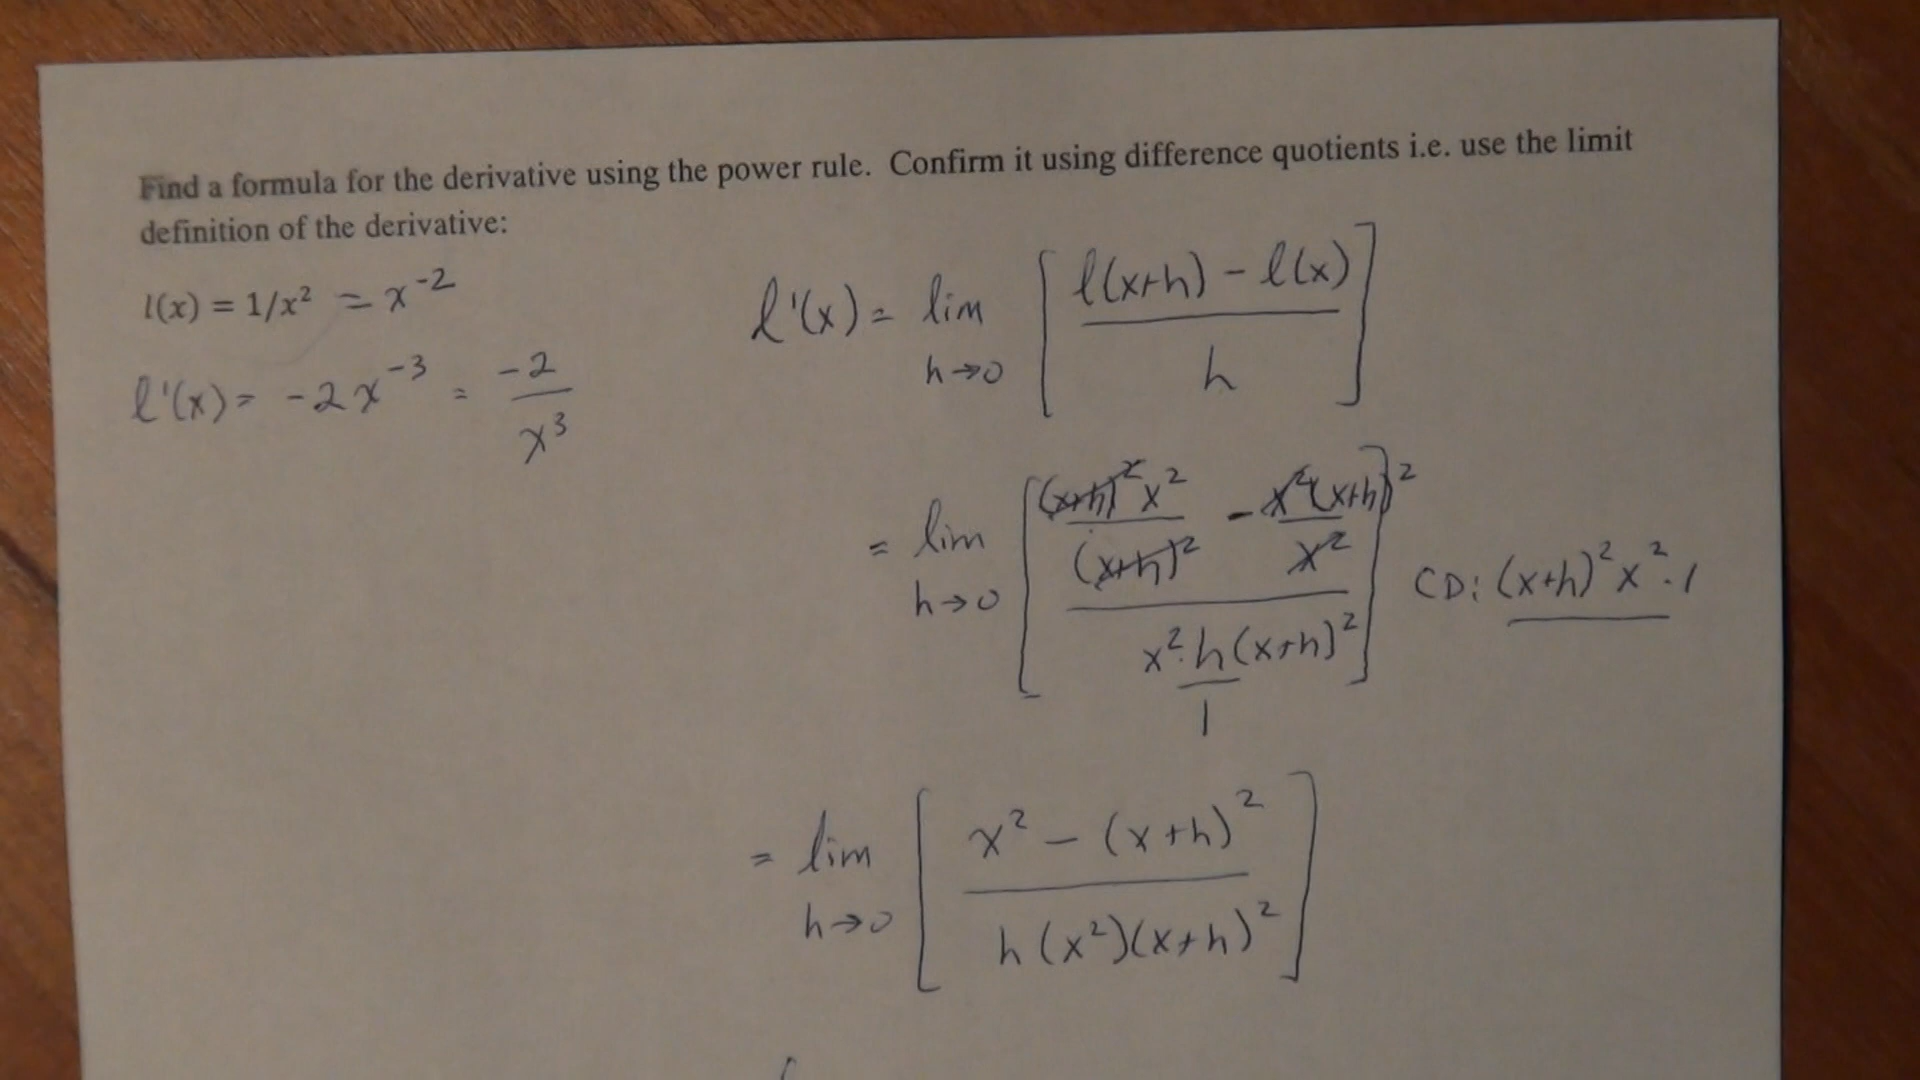 Find a formula for the derivative using the power rule. Confirm it using difference quotients i.e. use the limit
definition of the derivative:
l(x) = 1/x² = x⁻²
l'(x) = -2x⁻³ = -2/x³
l'(x) = lim h→0 [ (l(x+h) - l(x)) / h ]
= lim h→0 [ ((x+h)²x²/(x+h)² - x²(x+h)²/x²) / (x²·h(x+h)²/1) ] CD: (x+h)²x²·1
= lim h→0 [ (x² - (x+h)²) / (h(x²)(x+h)²) ]